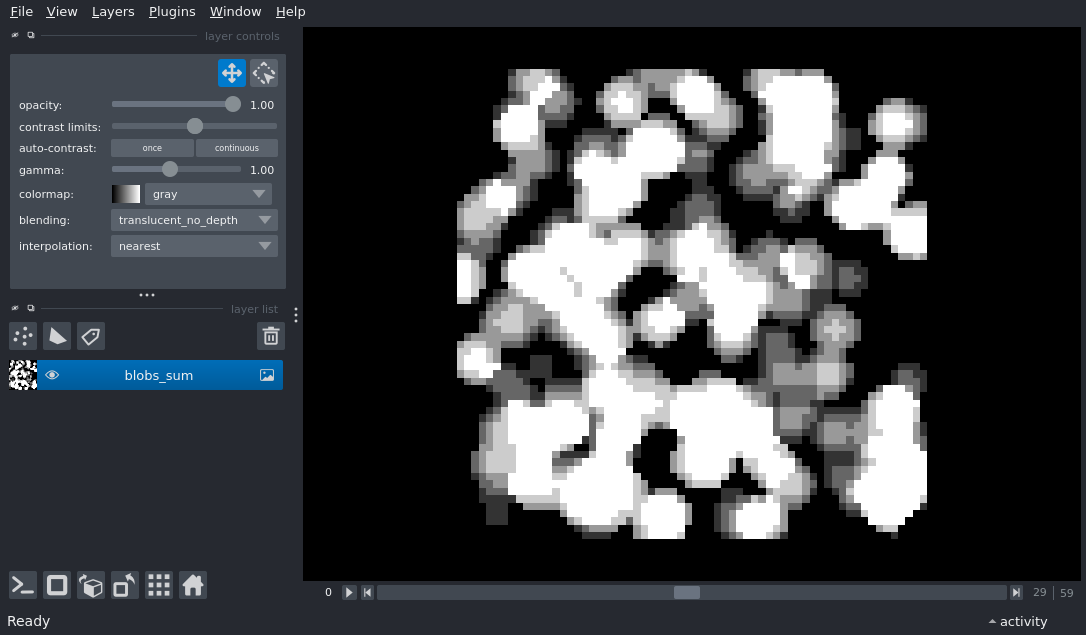 File View Layers Plugins Window Help
layer controls
opacity: 1.00
contrast limits:
auto-contrast: once continuous
gamma: 1.00
colormap: gray
blending: translucent_no_depth
interpolation: nearest
layer list
blobs_sum
0 29 59
Ready activity